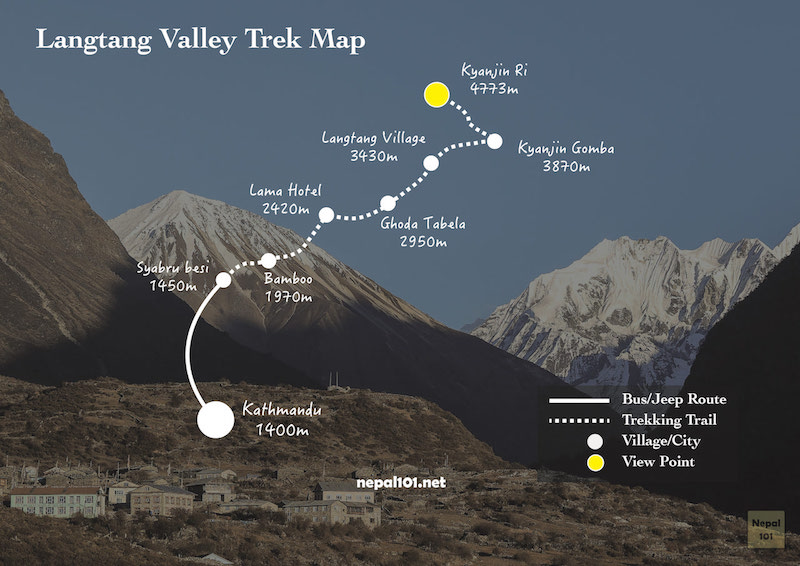 Langtang Valley Trek Map
Kyanjin Ri
4773m
Langtang Village
3430m
Kyanjin Gomba
3870m
Lama Hotel
2420m
Ghoda Tabela
2950m
Syabru besi
1450m
Bamboo
1970m
Kathmandu
1400m
Bus/Jeep Route
Trekking Trail
Village/City
View Point
nepal101.net
Nepal
101